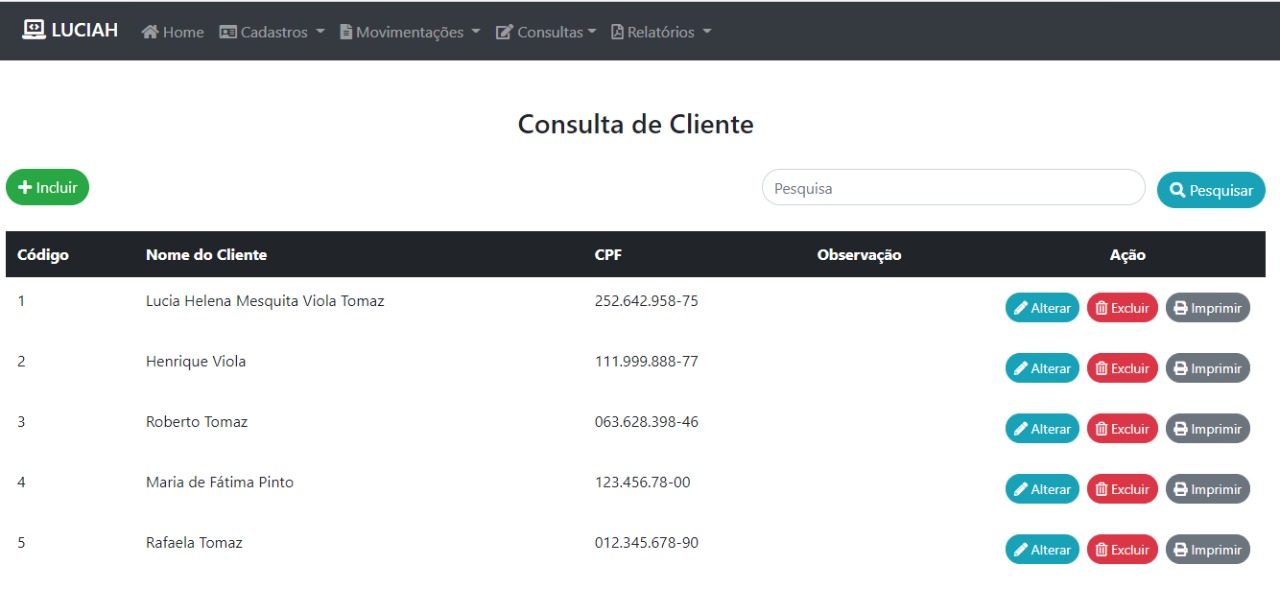 LUCIAH Home Cadastros Movimentações Consultas Relatórios
Consulta de Cliente
Incluir Pesquisa Pesquisar
Código Nome do Cliente CPF Observação Ação
1 Lucia Helena Mesquita Viola Tomaz 252.642.958-75 Alterar Excluir Imprimir
2 Henrique Viola 111.999.888-77 Alterar Excluir Imprimir
3 Roberto Tomaz 063.628.398-46 Alterar Excluir Imprimir
4 Maria de Fátima Pinto 123.456.78-00 Alterar Excluir Imprimir
5 Rafaela Tomaz 012.345.678-90 Alterar Excluir Imprimir